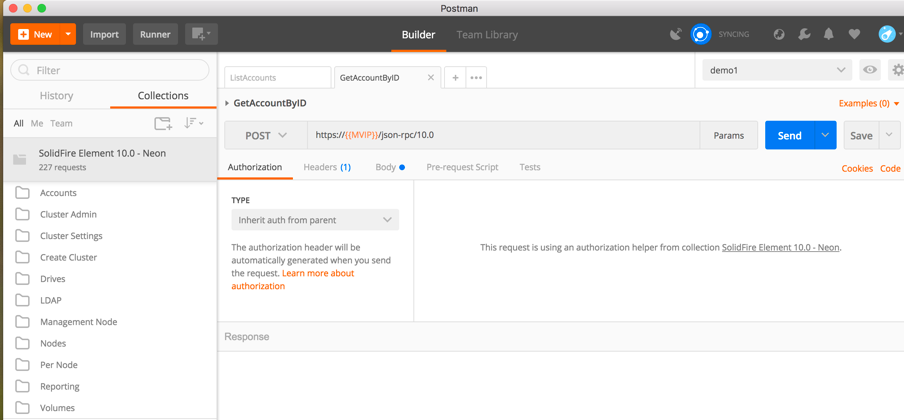 Postman
New
Import
Runner
Builder
Team Library
SYNCING
Filter
History
Collections
All
Me
Team
SolidFire Element 10.0 - Neon
227 requests
Accounts
Cluster Admin
Cluster Settings
Create Cluster
Drives
LDAP
Management Node
Nodes
Per Node
Reporting
Volumes
ListAccounts
GetAccountByID
demo1
GetAccountByID
Examples (0)
POST
https://{{MVIP}}/json-rpc/10.0
Params
Send
Save
Authorization
Headers (1)
Body
Pre-request Script
Tests
Cookies
Code
TYPE
Inherit auth from parent
The authorization header will be
automatically generated when you send
the request. Learn more about
authorization
This request is using an authorization helper from collection SolidFire Element 10.0 - Neon.
Response